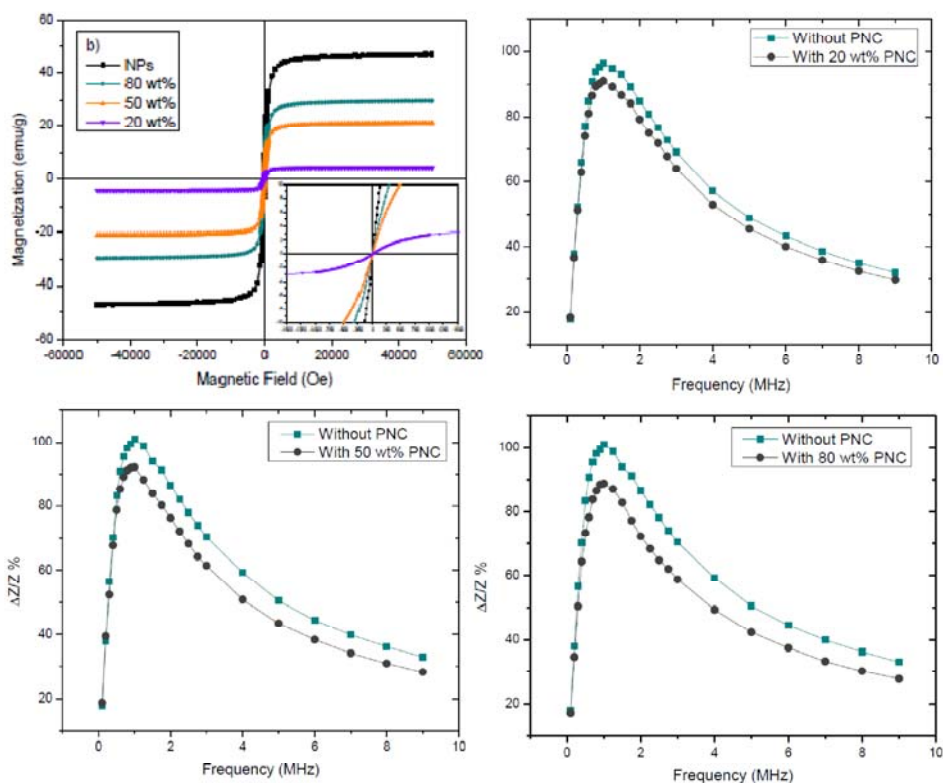 b)
NPs
80 wt%
50 wt%
20 wt%
Magnetization (emu/g)
60
40
20
0
-20
-40
-60
-60000 -40000 -20000 0 20000 40000 60000
Magnetic Field (Oe)
Without PNC
With 20 wt% PNC
100
80
60
40
20
0 2 4 6 8 10
Frequency (MHz)
Without PNC
With 50 wt% PNC
ΔZ/Z %
100
80
60
40
20
0 2 4 6 8 10
Frequency (MHz)
Without PNC
With 80 wt% PNC
ΔZ/Z %
100
80
60
40
20
0 2 4 6 8 10
Frequency (MHz)